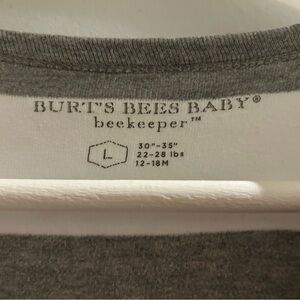 BURT'S BEES BABY®
beekeeper™
L
30"-35"
22-28 lbs
12-18M